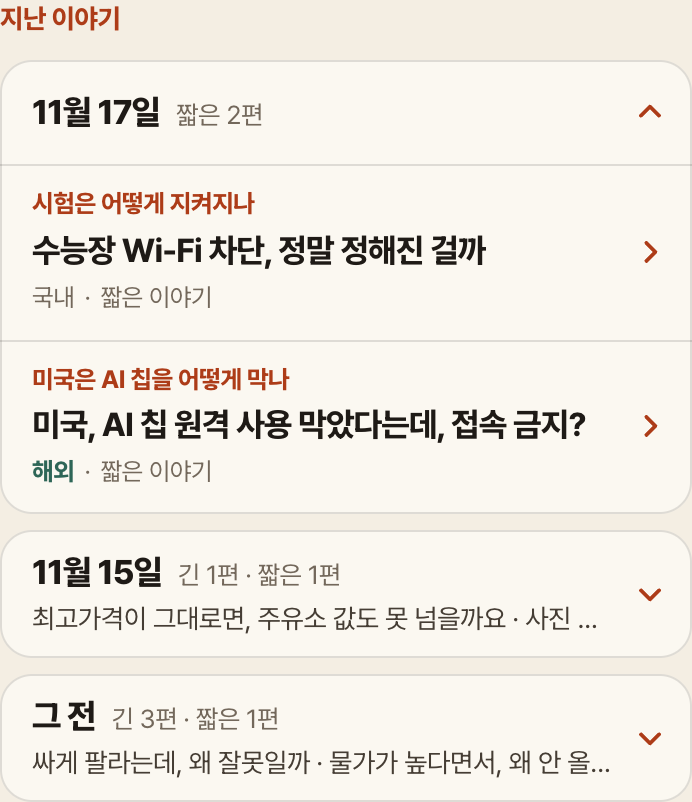 지난 이야기
11월 17일 짧은 2편
시험은 어떻게 지켜지나
수능장 Wi-Fi 차단, 정말 정해진 걸까
국내 · 짧은 이야기
미국은 AI 칩을 어떻게 막나
미국, AI 칩 원격 사용 막았다는데, 접속 금지?
해외 · 짧은 이야기
11월 15일 긴 1편 · 짧은 1편
최고가격이 그대로면, 주유소 값도 못 넘을까요 · 사진 ...
그 전 긴 3편 · 짧은 1편
싸게 팔라는데, 왜 잘못일까 · 물가가 높다면서, 왜 안 올...